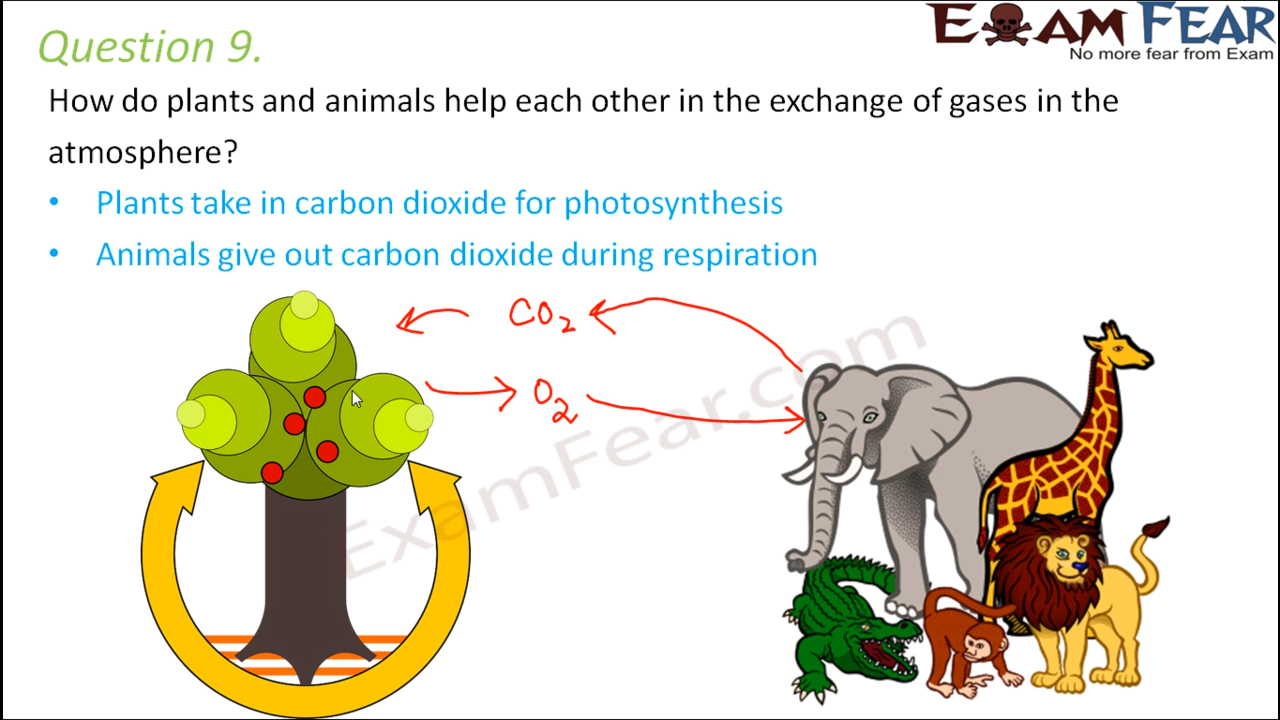 Question 9.
EXAM FEAR
No more fear from Exam
How do plants and animals help each other in the exchange of gases in the
atmosphere?
• Plants take in carbon dioxide for photosynthesis
• Animals give out carbon dioxide during respiration
CO2
O2
ExamFear.com